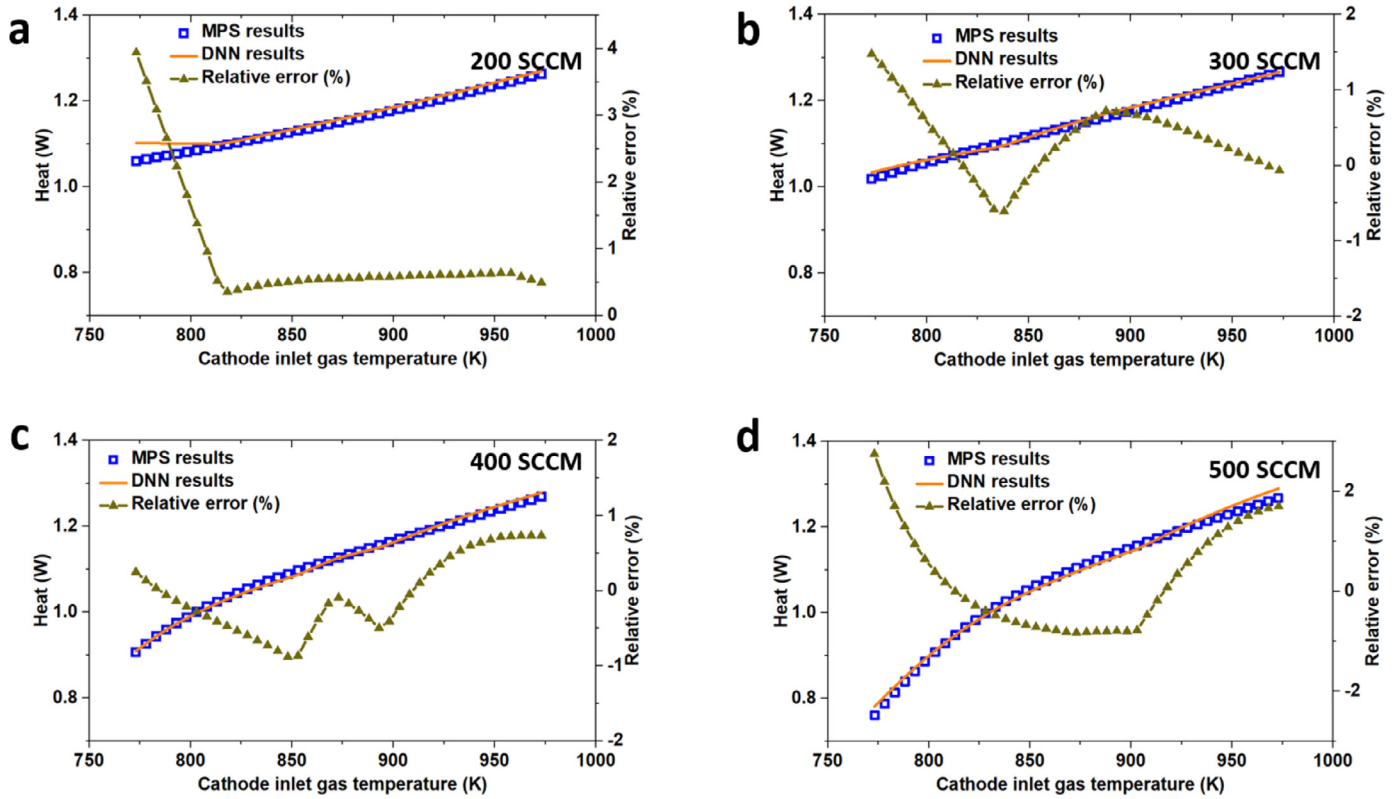 a
MPS results
DNN results
Relative error (%)
200 SCCM
1.4
1.2
1.0
0.8
Heat (W)
4
3
2
1
0
Relative error (%)
750 800 850 900 950 1000
Cathode inlet gas temperature (K)
b
MPS results
DNN results
Relative error (%)
300 SCCM
1.4
1.2
1.0
0.8
Heat (W)
2
1
0
-1
-2
Relative error (%)
750 800 850 900 950 1000
Cathode inlet gas temperature (K)
c
MPS results
DNN results
Relative error (%)
400 SCCM
1.4
1.2
1.0
0.8
Heat (W)
2
1
0
-1
-2
Relative error (%)
750 800 850 900 950 1000
Cathode inlet gas temperature (K)
d
MPS results
DNN results
Relative error (%)
500 SCCM
1.4
1.2
1.0
0.8
Heat (W)
2
0
-2
Relative error (%)
750 800 850 900 950 1000
Cathode inlet gas temperature (K)